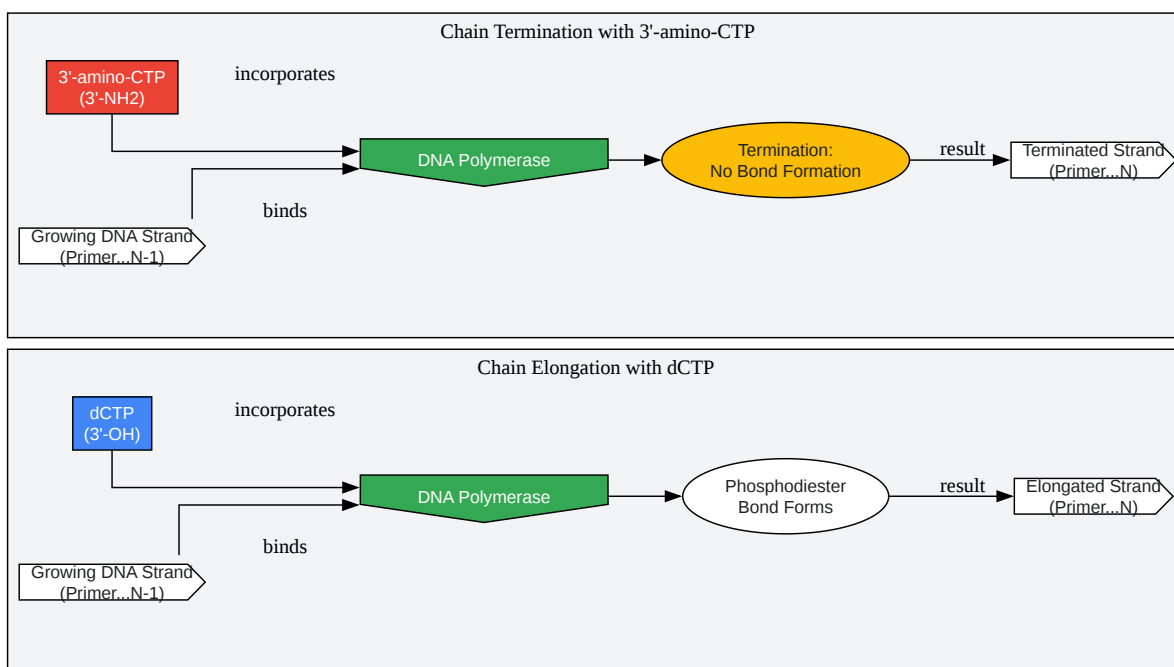 Chain Termination with 3'-amino-CTP
3'-amino-CTP
(3'-NH2)
incorporates
DNA Polymerase
Termination:
No Bond Formation
result
Terminated Strand
(Primer...N)
binds
Growing DNA Strand
(Primer...N-1)
Chain Elongation with dCTP
dCTP
(3'-OH)
incorporates
DNA Polymerase
Phosphodiester
Bond Forms
result
Elongated Strand
(Primer...N)
binds
Growing DNA Strand
(Primer...N-1)